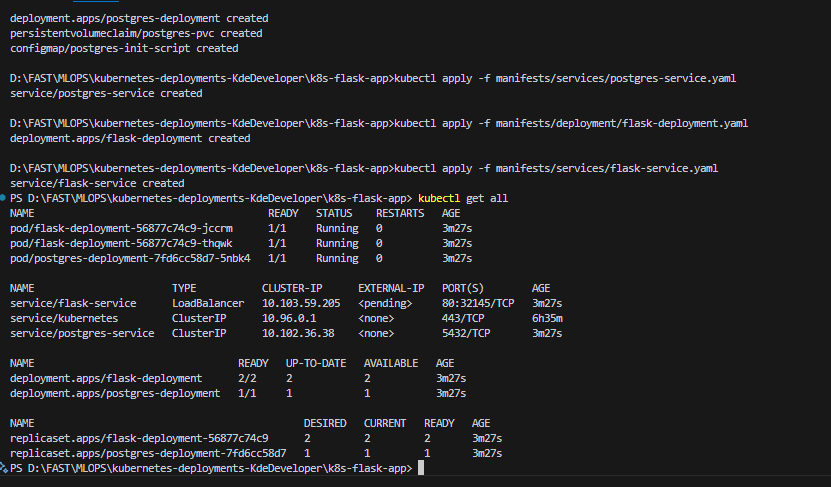 deployment.apps/postgres-deployment created
persistentvolumeclaim/postgres-pvc created
configmap/postgres-init-script created
D:\FAST\MLOPS\kubernetes-deployments-KdeDeveloper\k8s-flask-app>kubectl apply -f manifests/services/postgres-service.yaml
service/postgres-service created
D:\FAST\MLOPS\kubernetes-deployments-KdeDeveloper\k8s-flask-app>kubectl apply -f manifests/deployment/flask-deployment.yaml
deployment.apps/flask-deployment created
D:\FAST\MLOPS\kubernetes-deployments-KdeDeveloper\k8s-flask-app>kubectl apply -f manifests/services/flask-service.yaml
service/flask-service created
PS D:\FAST\MLOPS\kubernetes-deployments-KdeDeveloper\k8s-flask-app> kubectl get all
NAME READY STATUS RESTARTS AGE
pod/flask-deployment-56877c74c9-jccrm 1/1 Running 0 3m27s
pod/flask-deployment-56877c74c9-thqwk 1/1 Running 0 3m27s
pod/postgres-deployment-7fd6cc58d7-5nbk4 1/1 Running 0 3m27s
NAME TYPE CLUSTER-IP EXTERNAL-IP PORT(S) AGE
service/flask-service LoadBalancer 10.103.59.205 <pending> 80:32145/TCP 3m27s
service/kubernetes ClusterIP 10.96.0.1 <none> 443/TCP 6h35m
service/postgres-service ClusterIP 10.102.36.38 <none> 5432/TCP 3m27s
NAME READY UP-TO-DATE AVAILABLE AGE
deployment.apps/flask-deployment 2/2 2 2 3m27s
deployment.apps/postgres-deployment 1/1 1 1 3m27s
NAME DESIRED CURRENT READY AGE
replicaset.apps/flask-deployment-56877c74c9 2 2 2 3m27s
replicaset.apps/postgres-deployment-7fd6cc58d7 1 1 1 3m27s
PS D:\FAST\MLOPS\kubernetes-deployments-KdeDeveloper\k8s-flask-app>